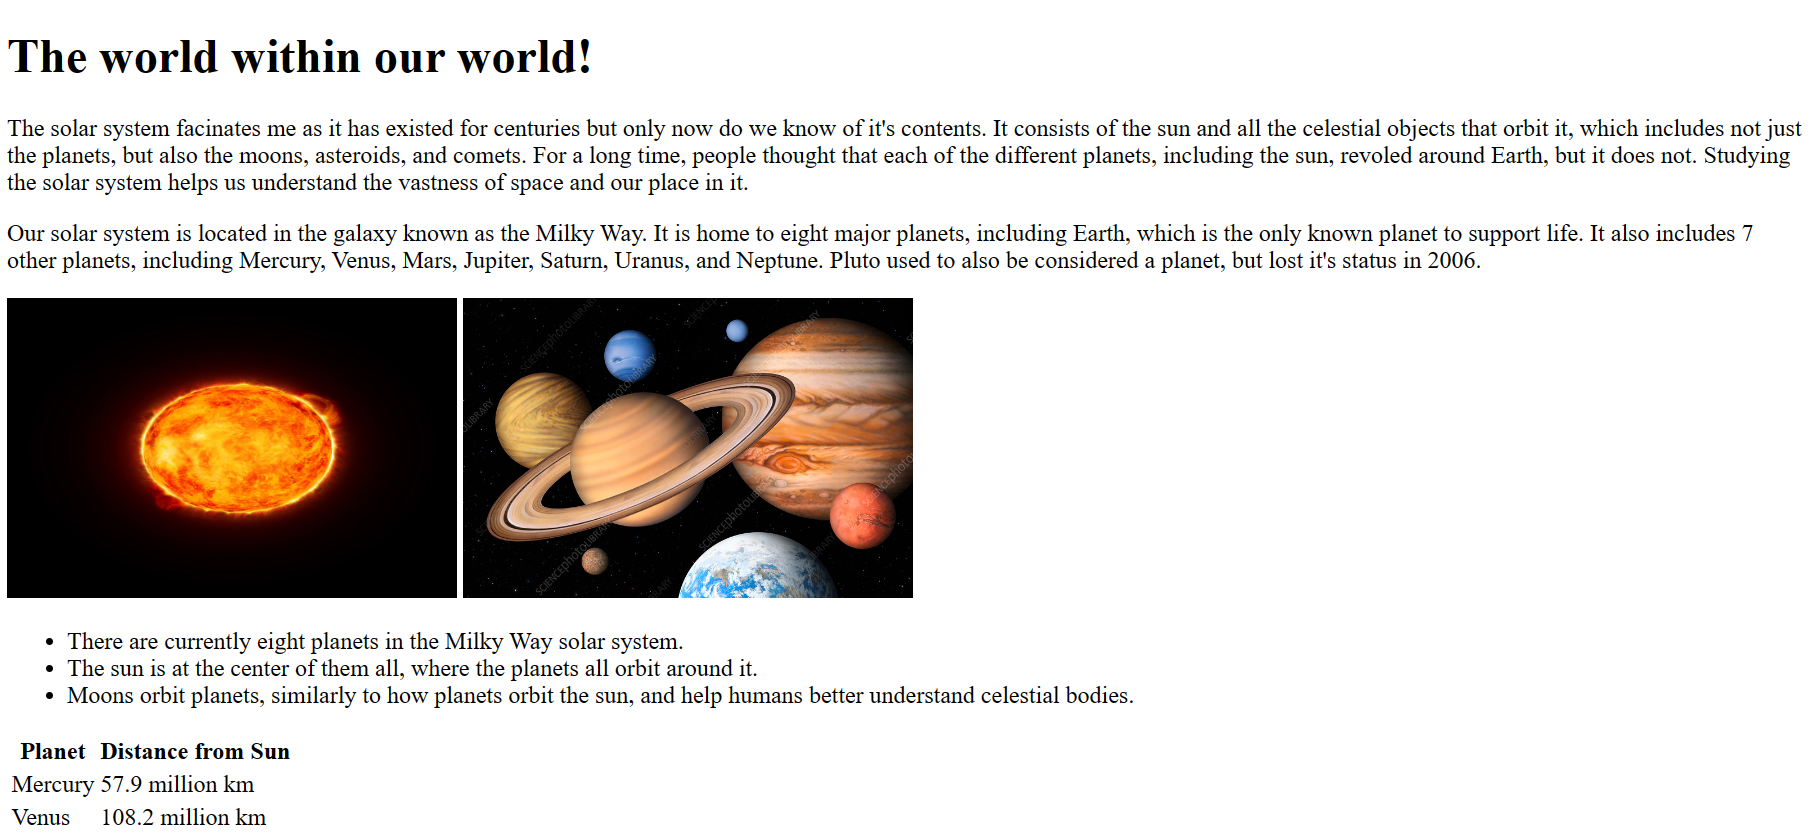 The world within our world!
The solar system facinates me as it has existed for centuries but only now do we know of it's contents. It consists of the sun and all the celestial objects that orbit it, which includes not just
the planets, but also the moons, asteroids, and comets. For a long time, people thought that each of the different planets, including the sun, revoled around Earth, but it does not. Studying
the solar system helps us understand the vastness of space and our place in it.
Our solar system is located in the galaxy known as the Milky Way. It is home to eight major planets, including Earth, which is the only known planet to support life. It also includes 7
other planets, including Mercury, Venus, Mars, Jupiter, Saturn, Uranus, and Neptune. Pluto used to also be considered a planet, but lost it's status in 2006.
SCIENCEphotoLIBRARY
• There are currently eight planets in the Milky Way solar system.
• The sun is at the center of them all, where the planets all orbit around it.
• Moons orbit planets, similarly to how planets orbit the sun, and help humans better understand celestial bodies.
Planet Distance from Sun
Mercury 57.9 million km
Venus 108.2 million km